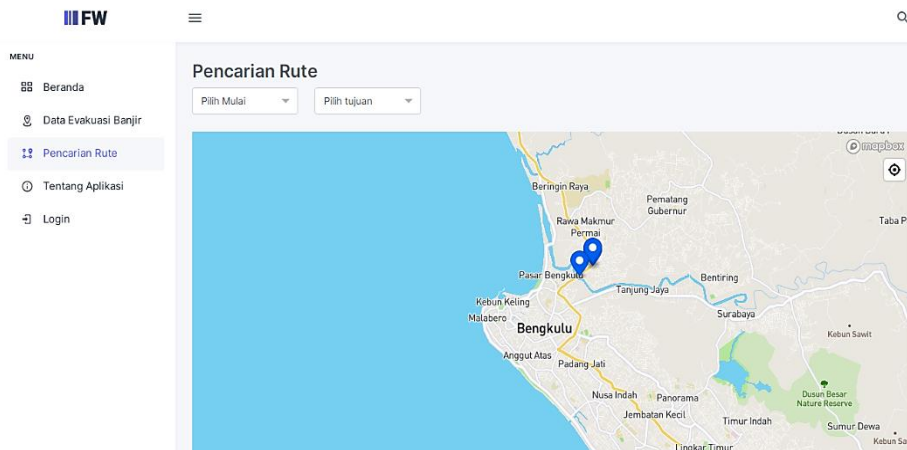 FW
MENU
Beranda
Data Evakuasi Banjir
Pencarian Rute
Tentang Aplikasi
Login
Pencarian Rute
Pilih Mulai
Pilih tujuan
mapbox
Beringin Raya
Pematang
Gubernur
Rawa Makmur
Permai
Taba P
Pasar Bengkulu
Bentiring
Tanjung Jaya
Kebun Keling
Malabero
Surabaya
Bengkulu
Kebun Sawit
Anggut Atas
Padang Jati
Nusa Indah
Panorama
Dusun Besar
Nature Reserve
Jembatan Kecil
Timur Indah
Sumur Dewa
Kebun Sa
Lingkar Timur